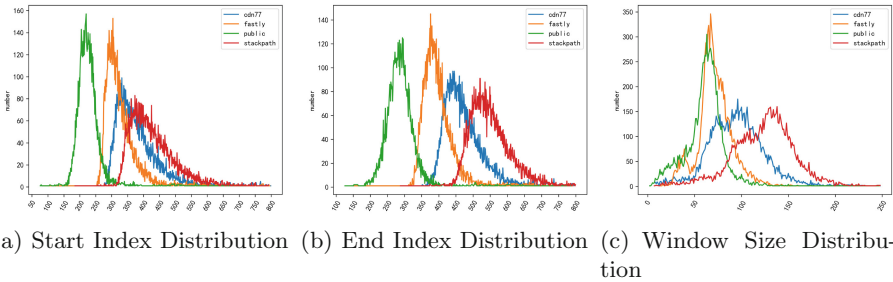 160
140
120
100
80
60
40
20
0
number
50 100 150 200 250 300 350 400 450 500 550 600 650 700 750 800
cdn77
fastly
public
stackpath
a) Start Index Distribution
140
120
100
80
60
40
20
0
number
100 150 200 250 300 350 400 450 500 550 600 650 700 750 800
cdn77
fastly
public
stackpath
(b) End Index Distribution
350
300
250
200
150
100
50
0
number
0 50 100 150 200 250
cdn77
fastly
public
stackpath
(c) Window Size Distribu-
tion